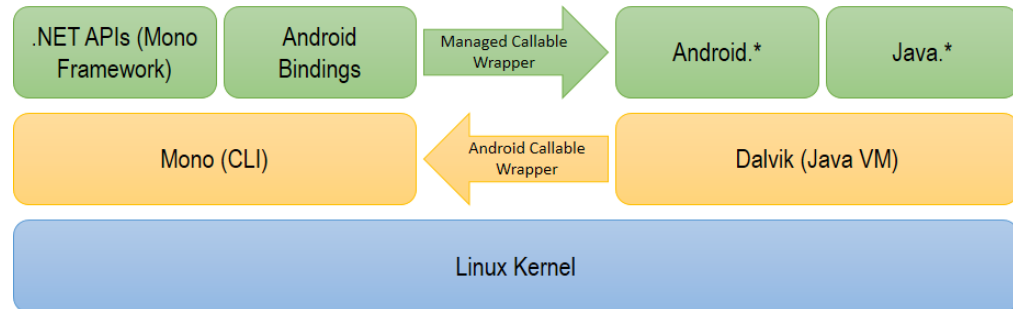 .NET APIs (Mono
Framework)
Android
Bindings
Managed Callable
Wrapper
Android.*
Java.*
Mono (CLI)
Android Callable
Wrapper
Dalvik (Java VM)
Linux Kernel